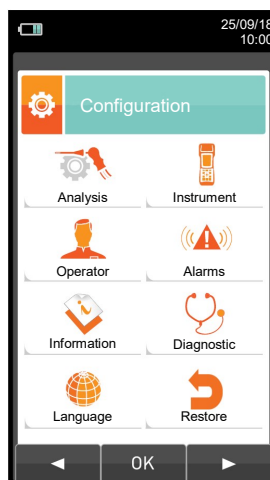 25/09/18
10:00
Configuration
Analysis
Instrument
Operator
Alarms
Information
Diagnostic
Language
Restore
OK